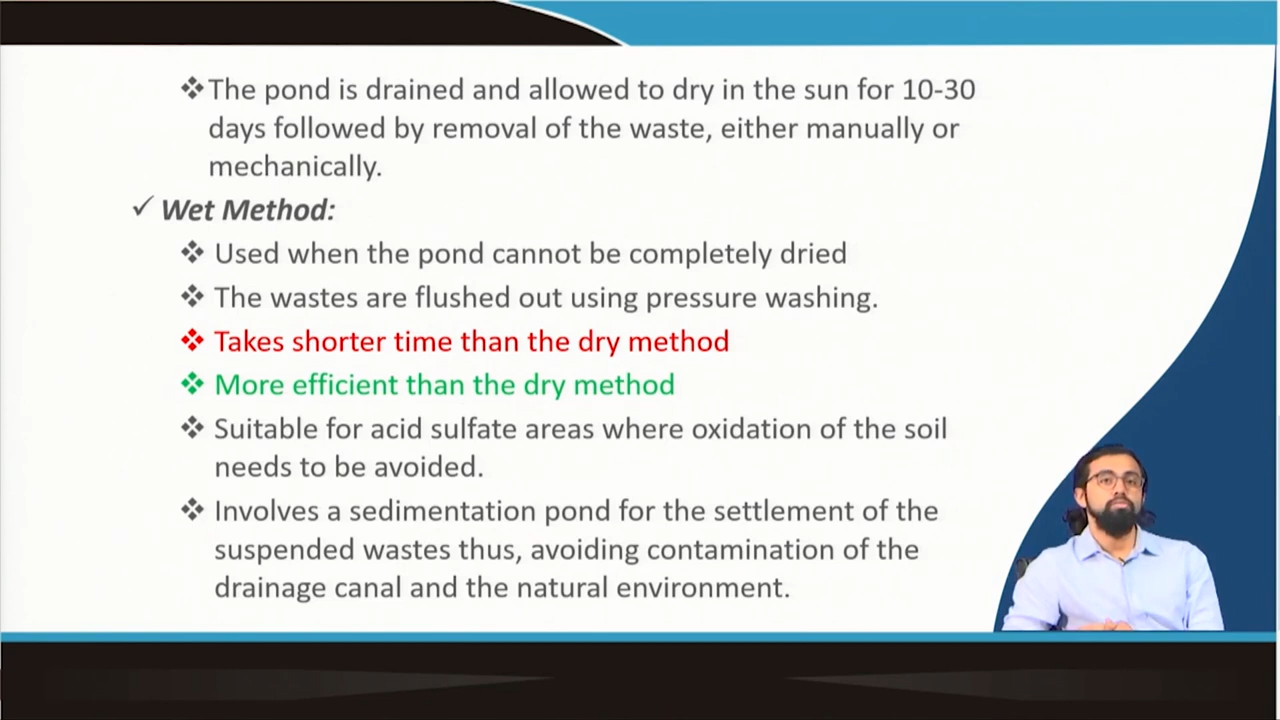 ❖The pond is drained and allowed to dry in the sun for 10-30
days followed by removal of the waste, either manually or
mechanically.
✓ Wet Method:
❖ Used when the pond cannot be completely dried
❖ The wastes are flushed out using pressure washing.
❖ Takes shorter time than the dry method
❖ More efficient than the dry method
❖ Suitable for acid sulfate areas where oxidation of the soil
needs to be avoided.
❖ Involves a sedimentation pond for the settlement of the
suspended wastes thus, avoiding contamination of the
drainage canal and the natural environment.